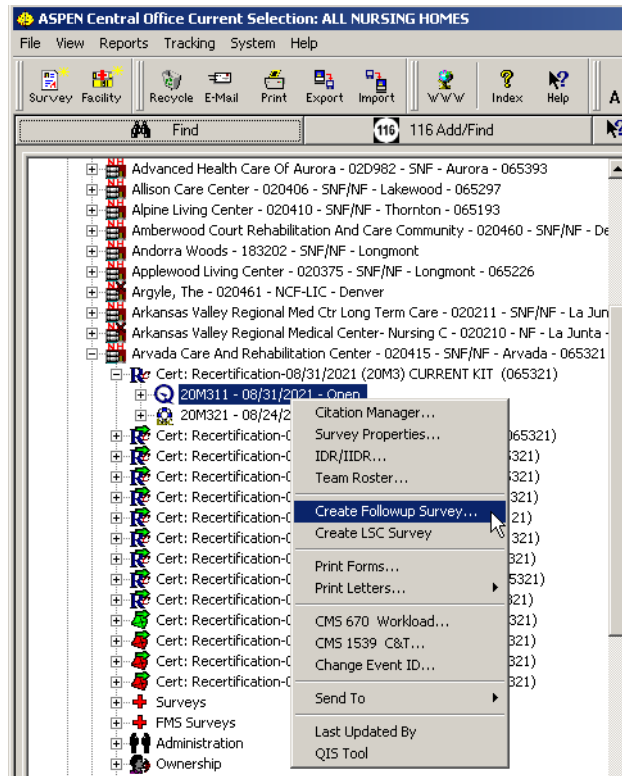 ASPEN Central Office Current Selection: ALL NURSING HOMES
File View Reports Tracking System Help
Survey Facility Recycle E-Mail Print Export Import WWW Index Help A
Find 116 116 Add/Find
Advanced Health Care Of Aurora - 02D982 - SNF - Aurora - 065393
Allison Care Center - 020406 - SNF/NF - Lakewood - 065297
Alpine Living Center - 020410 - SNF/NF - Thornton - 065193
Amberwood Court Rehabilitation And Care Community - 020460 - SNF/NF - De
Andorra Woods - 183202 - SNF/NF - Longmont
Applewood Living Center - 020375 - SNF/NF - Longmont - 065226
Argyle, The - 020461 - NCF-LIC - Denver
Arkansas Valley Regional Med Ctr Long Term Care - 020211 - SNF/NF - La Jun
Arkansas Valley Regional Medical Center- Nursing C - 020210 - NF - La Junta -
Arvada Care And Rehabilitation Center - 020415 - SNF/NF - Arvada - 065321
Cert: Recertification-08/31/2021 (20M3) CURRENT KIT (065321)
20M311 - 08/31/2021 - Open
20M321 - 08/24/2
Cert: Recertification-0 065321)
Cert: Recertification-0 5321)
Cert: Recertification-0 321)
Cert: Recertification-0 321)
Cert: Recertification-0 21)
Cert: Recertification-0 321)
Cert: Recertification-0 321)
Cert: Recertification-0 5321)
Cert: Recertification-0 321)
Cert: Recertification-0 321)
Cert: Recertification-0 321)
Cert: Recertification-0 321)
Cert: Recertification-0 321)
Surveys
FMS Surveys
Administration
Ownership
Citation Manager...
Survey Properties...
IDR/IIDR...
Team Roster...
Create Followup Survey...
Create LSC Survey
Print Forms...
Print Letters...
CMS 670 Workload...
CMS 1539 C&T...
Change Event ID...
Send To
Last Updated By
QIS Tool